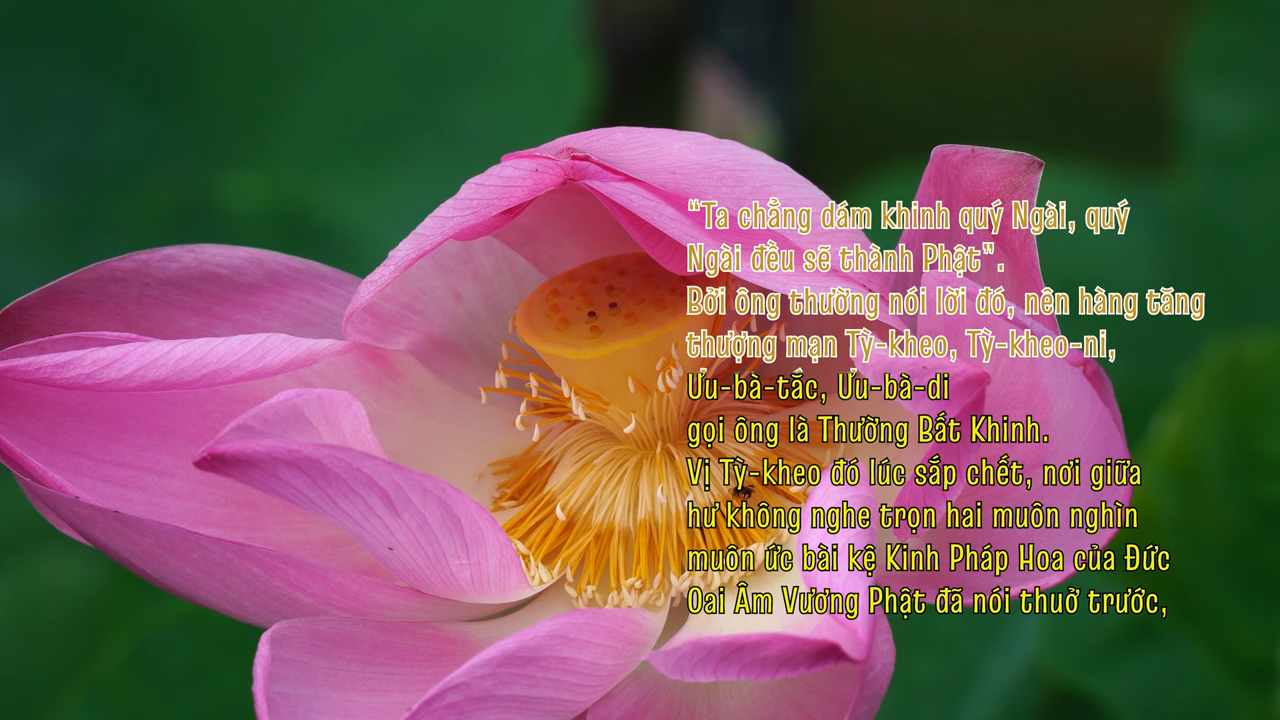 “Ta chẳng dám khinh quý Ngài, quý
Ngài đều sẽ thành Phật”.
Bởi ông thường nói lời đó, nên hàng tăng
thượng mạn Tỳ-kheo, Tỳ-kheo-ni,
Ưu-bà-tắc, Ưu-bà-di
gọi ông là Thường Bất Khinh.
Vị Tỳ-kheo đó lúc sắp chết, nơi giữa
hư không nghe trọn hai muôn nghìn
muôn ức bài kệ Kinh Pháp Hoa của Đức
Oai Âm Vương Phật đã nói thuở trước,